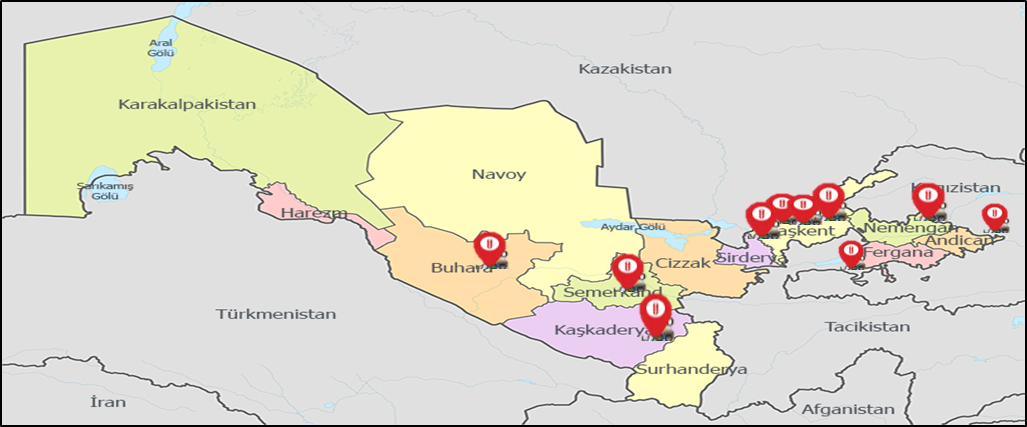 Aral
Gölü
Kazakistan
Karakalpakistan
Navoy
Sarıkamış
Gölü
Kırgızistan
Harezm
Aydar Gölü
Taşkent
Nemengan
Andican
Buhara
Cizzak
Sirderya
Fergana
Semerkand
Türkmenistan
Kaşkaderya
Tacikistan
Surhanderya
İran
Afganistan